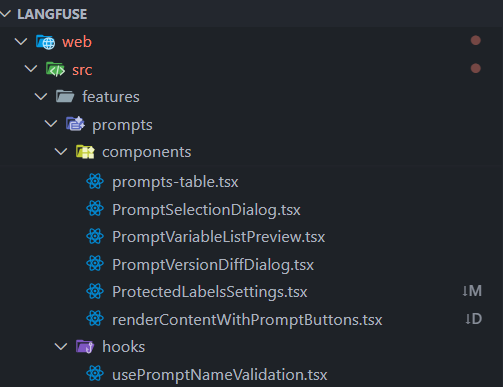 LANGFUSE
web
src
features
prompts
components
prompts-table.tsx
PromptSelectionDialog.tsx
PromptVariableListPreview.tsx
PromptVersionDiffDialog.tsx
ProtectedLabelsSettings.tsx ↓M
renderContentWithPromptButtons.tsx ↓D
hooks
usePromptNameValidation.tsx